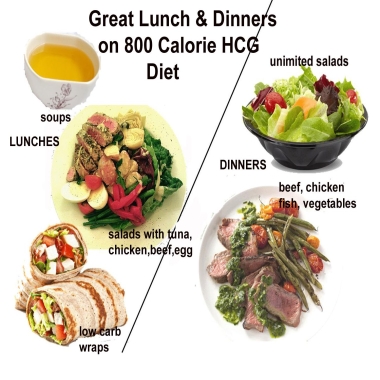 Great Lunch & Dinners
on 800 Calorie HCG
Diet
unimited salads
soups
LUNCHES
DINNERS
beef, chicken
fish, vegetables
salads with tuna,
chicken,beef,egg
low carb
wraps